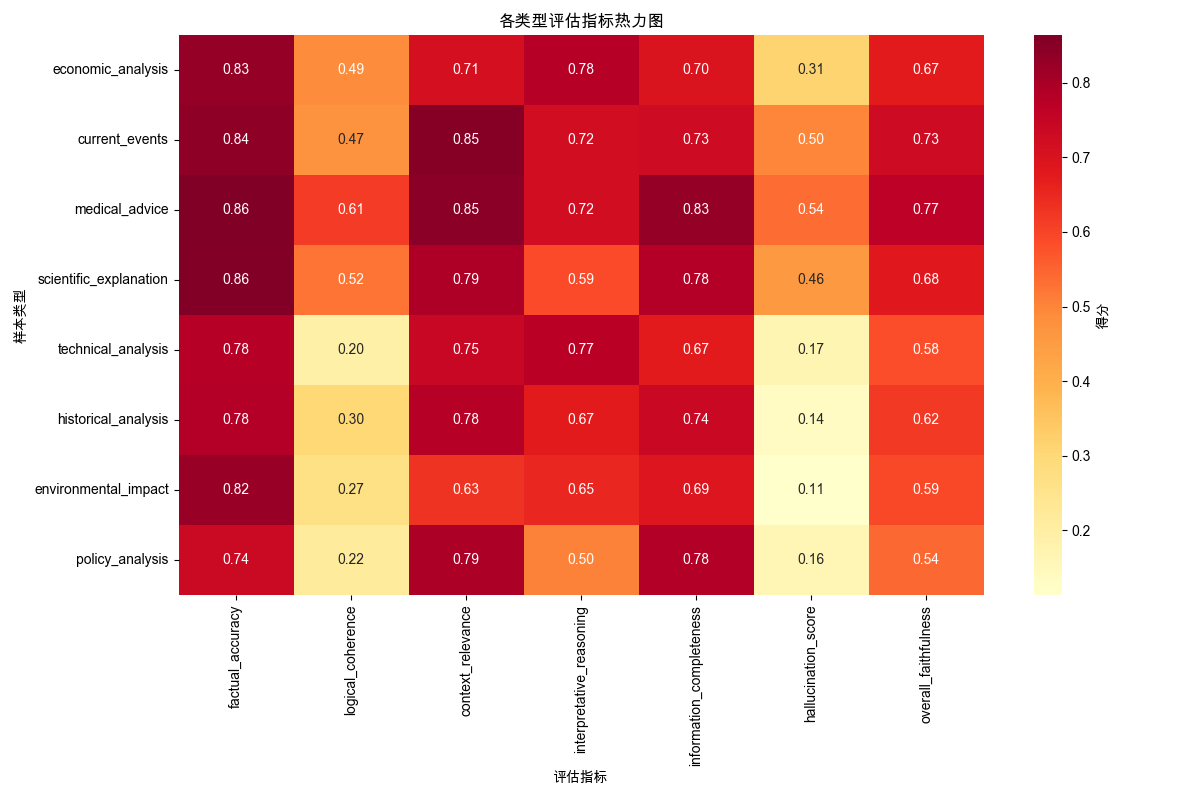 各类型评估指标热力图
样本类型
economic_analysis 0.83 0.49 0.71 0.78 0.70 0.31 0.67
current_events 0.84 0.47 0.85 0.72 0.73 0.50 0.73
medical_advice 0.86 0.61 0.85 0.72 0.83 0.54 0.77
scientific_explanation 0.86 0.52 0.79 0.59 0.78 0.46 0.68
technical_analysis 0.78 0.20 0.75 0.77 0.67 0.17 0.58
historical_analysis 0.78 0.30 0.78 0.67 0.74 0.14 0.62
environmental_impact 0.82 0.27 0.63 0.65 0.69 0.11 0.59
policy_analysis 0.74 0.22 0.79 0.50 0.78 0.16 0.54
factual_accuracy
logical_coherence
context_relevance
interpretative_reasoning
information_completeness
hallucination_score
overall_faithfulness
评估指标
0.8
0.7
0.6
0.5
0.4
0.3
0.2
得分